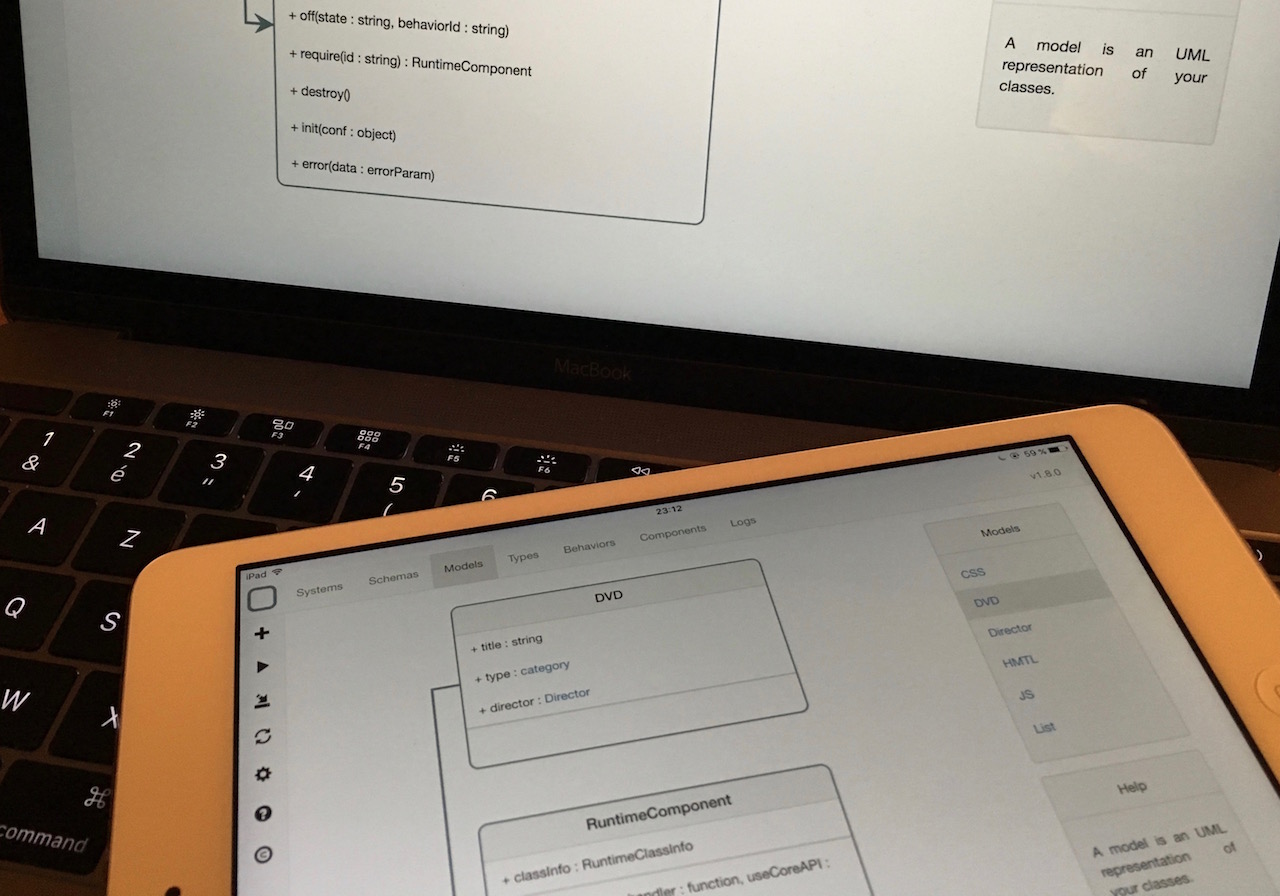 + off(state : string, behaviorId : string)
+ require(id : string) : RuntimeComponent
+ destroy()
+ init(conf : object)
+ error(data : errorParam)
A model is an UML
representation of your
classes.
MacBook
F1
F2
F3
F4
F5
F6
1
&
2
é
3
"
4
'
5
(
6
A
Z
Q
S
W
X
⌘
command
iPad
23:12
59 %
v1.8.0
Systems
Schemas
Models
Types
Behaviors
Components
Logs
DVD
+ title : string
+ type : category
+ director : Director
RuntimeComponent
+ classInfo : RuntimeClassInfo
: function, useCoreAPI :
Models
CSS
DVD
Director
HMTL
JS
List
Help
A model is an UML
representation of
your classes.